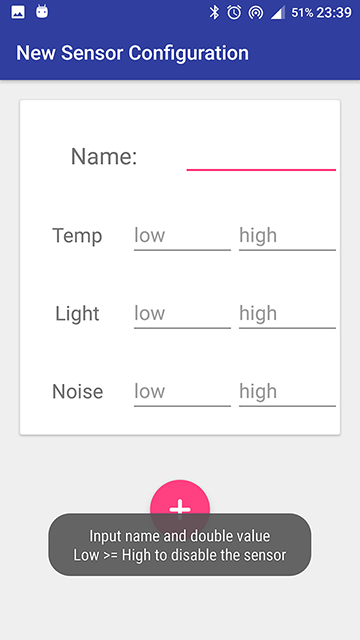 51% 23:39
New Sensor Configuration
Name:
Temp low high
Light low high
Noise low high
+
Input name and double value
Low >= High to disable the sensor